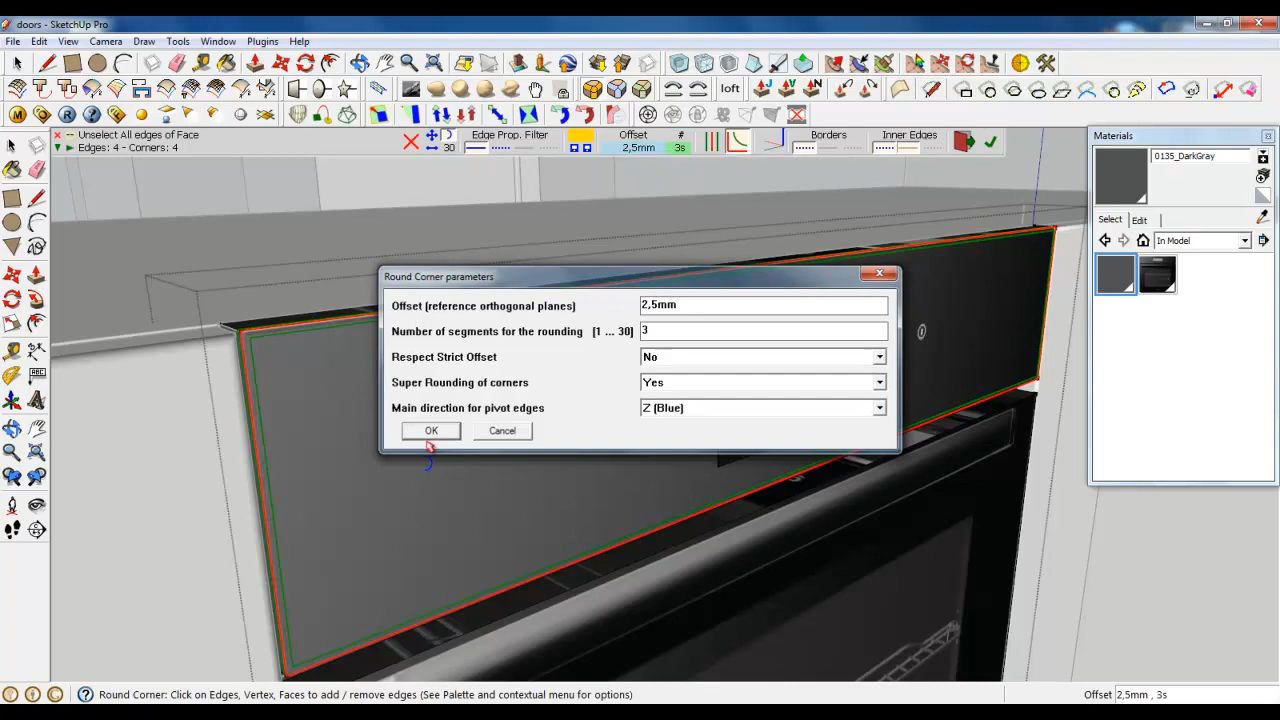 doors - SketchUp Pro
File Edit View Camera Draw Tools Window Plugins Help
loft
M R ?
Unselect All edges of Face
Edges: 4 - Corners: 4
30
Edge Prop. Filter
Offset #
2,5mm 3s
Borders
Inner Edges
Materials
0135_DarkGray
Select Edit
In Model
Round Corner parameters
Offset (reference orthogonal planes) 2,5mm
Number of segments for the rounding [1 ... 30] 3
Respect Strict Offset No
Super Rounding of corners Yes
Main direction for pivot edges Z (Blue)
OK Cancel
Round Corner: Click on Edges, Vertex, Faces to add / remove edges (See Palette and contextual menu for options)
Offset 2,5mm , 3s